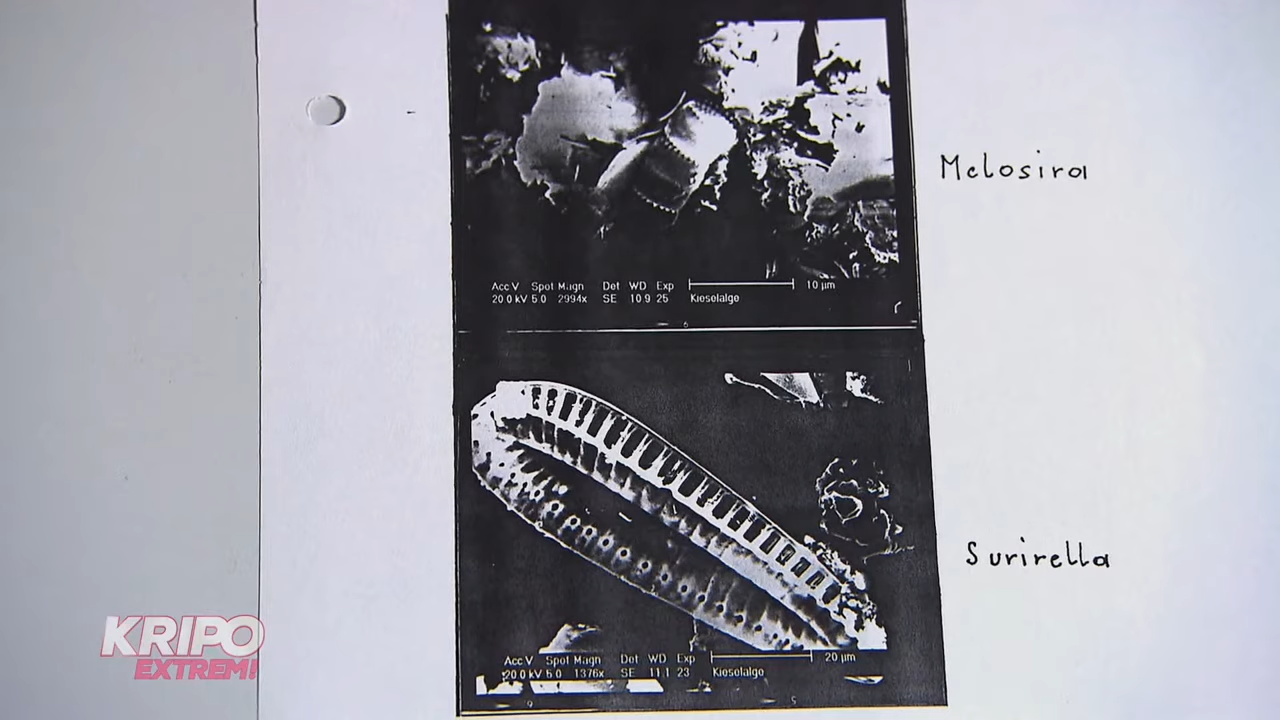 Melosira
Acc V Spot Magn Det WD Exp 10 µm
20.0 kV 5.0 2994x SE 10.9 25 Kieselalge
Surirella
Acc V Spot Magn Det WD Exp 20 µm
20.0 kV 5.0 1376x SE 11.1 23 Kieselalge
KRIPO
EXTREM!